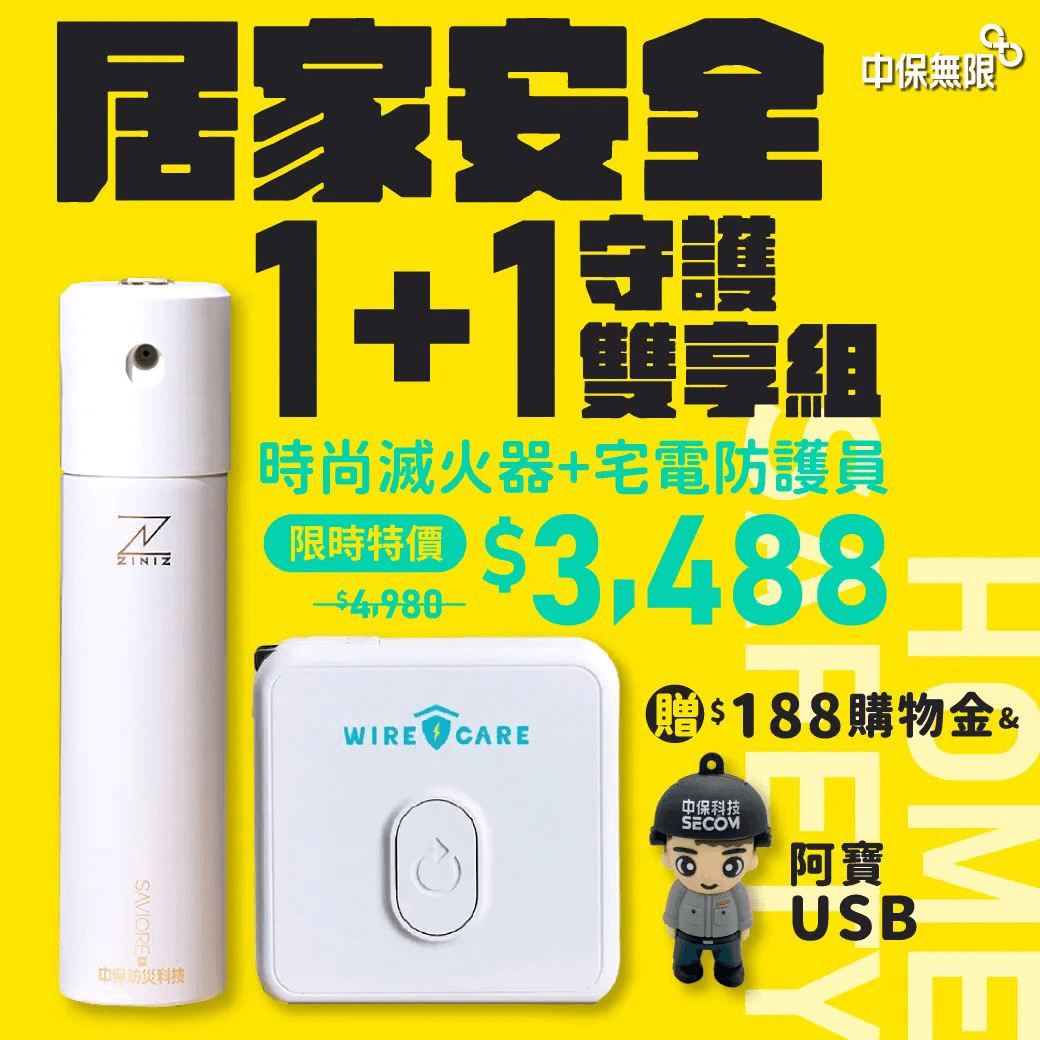 居家安全
中保無限
1+1守護
雙享組
時尚滅火器+宅電防護員
限時特價
$4,980
$3,488
贈$188購物金&
阿寶
USB
HOME
SAFETY
ZINIZ
SAVIORE
中保防災科技
WIRE CARE
中保科技
SECOM